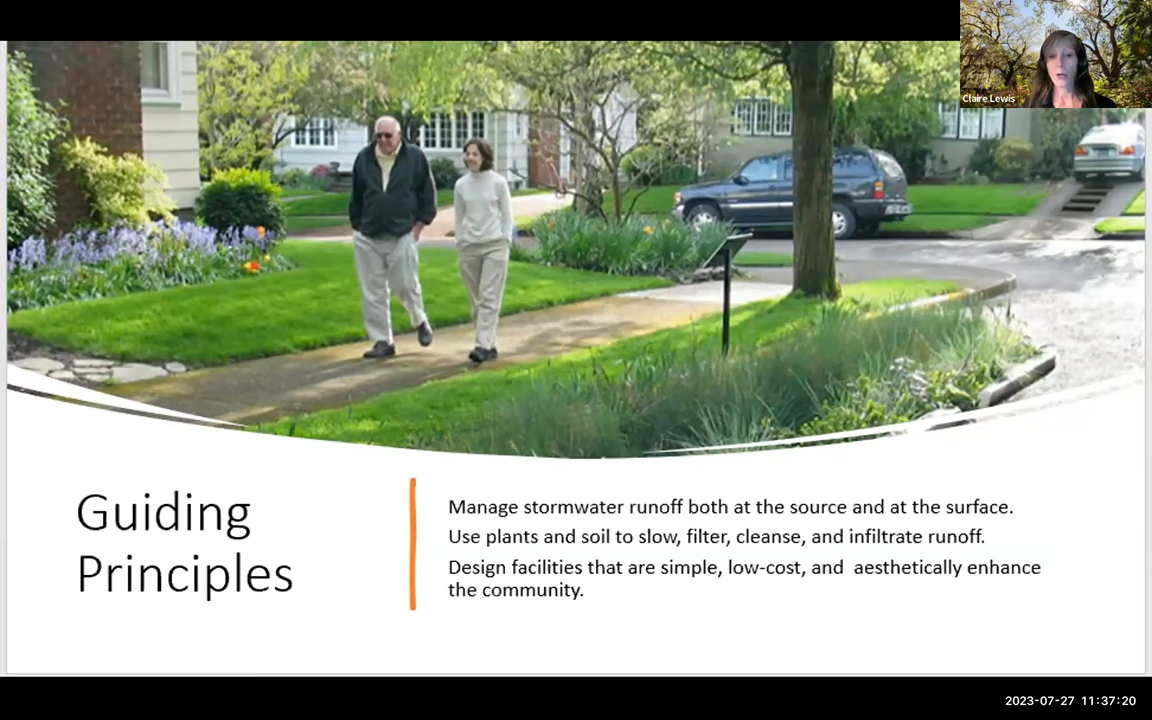 Claire Lewis
Guiding
Principles
Manage stormwater runoff both at the source and at the surface.
Use plants and soil to slow, filter, cleanse, and infiltrate runoff.
Design facilities that are simple, low-cost, and  aesthetically enhance
the community.
2023-07-27 11:37:20